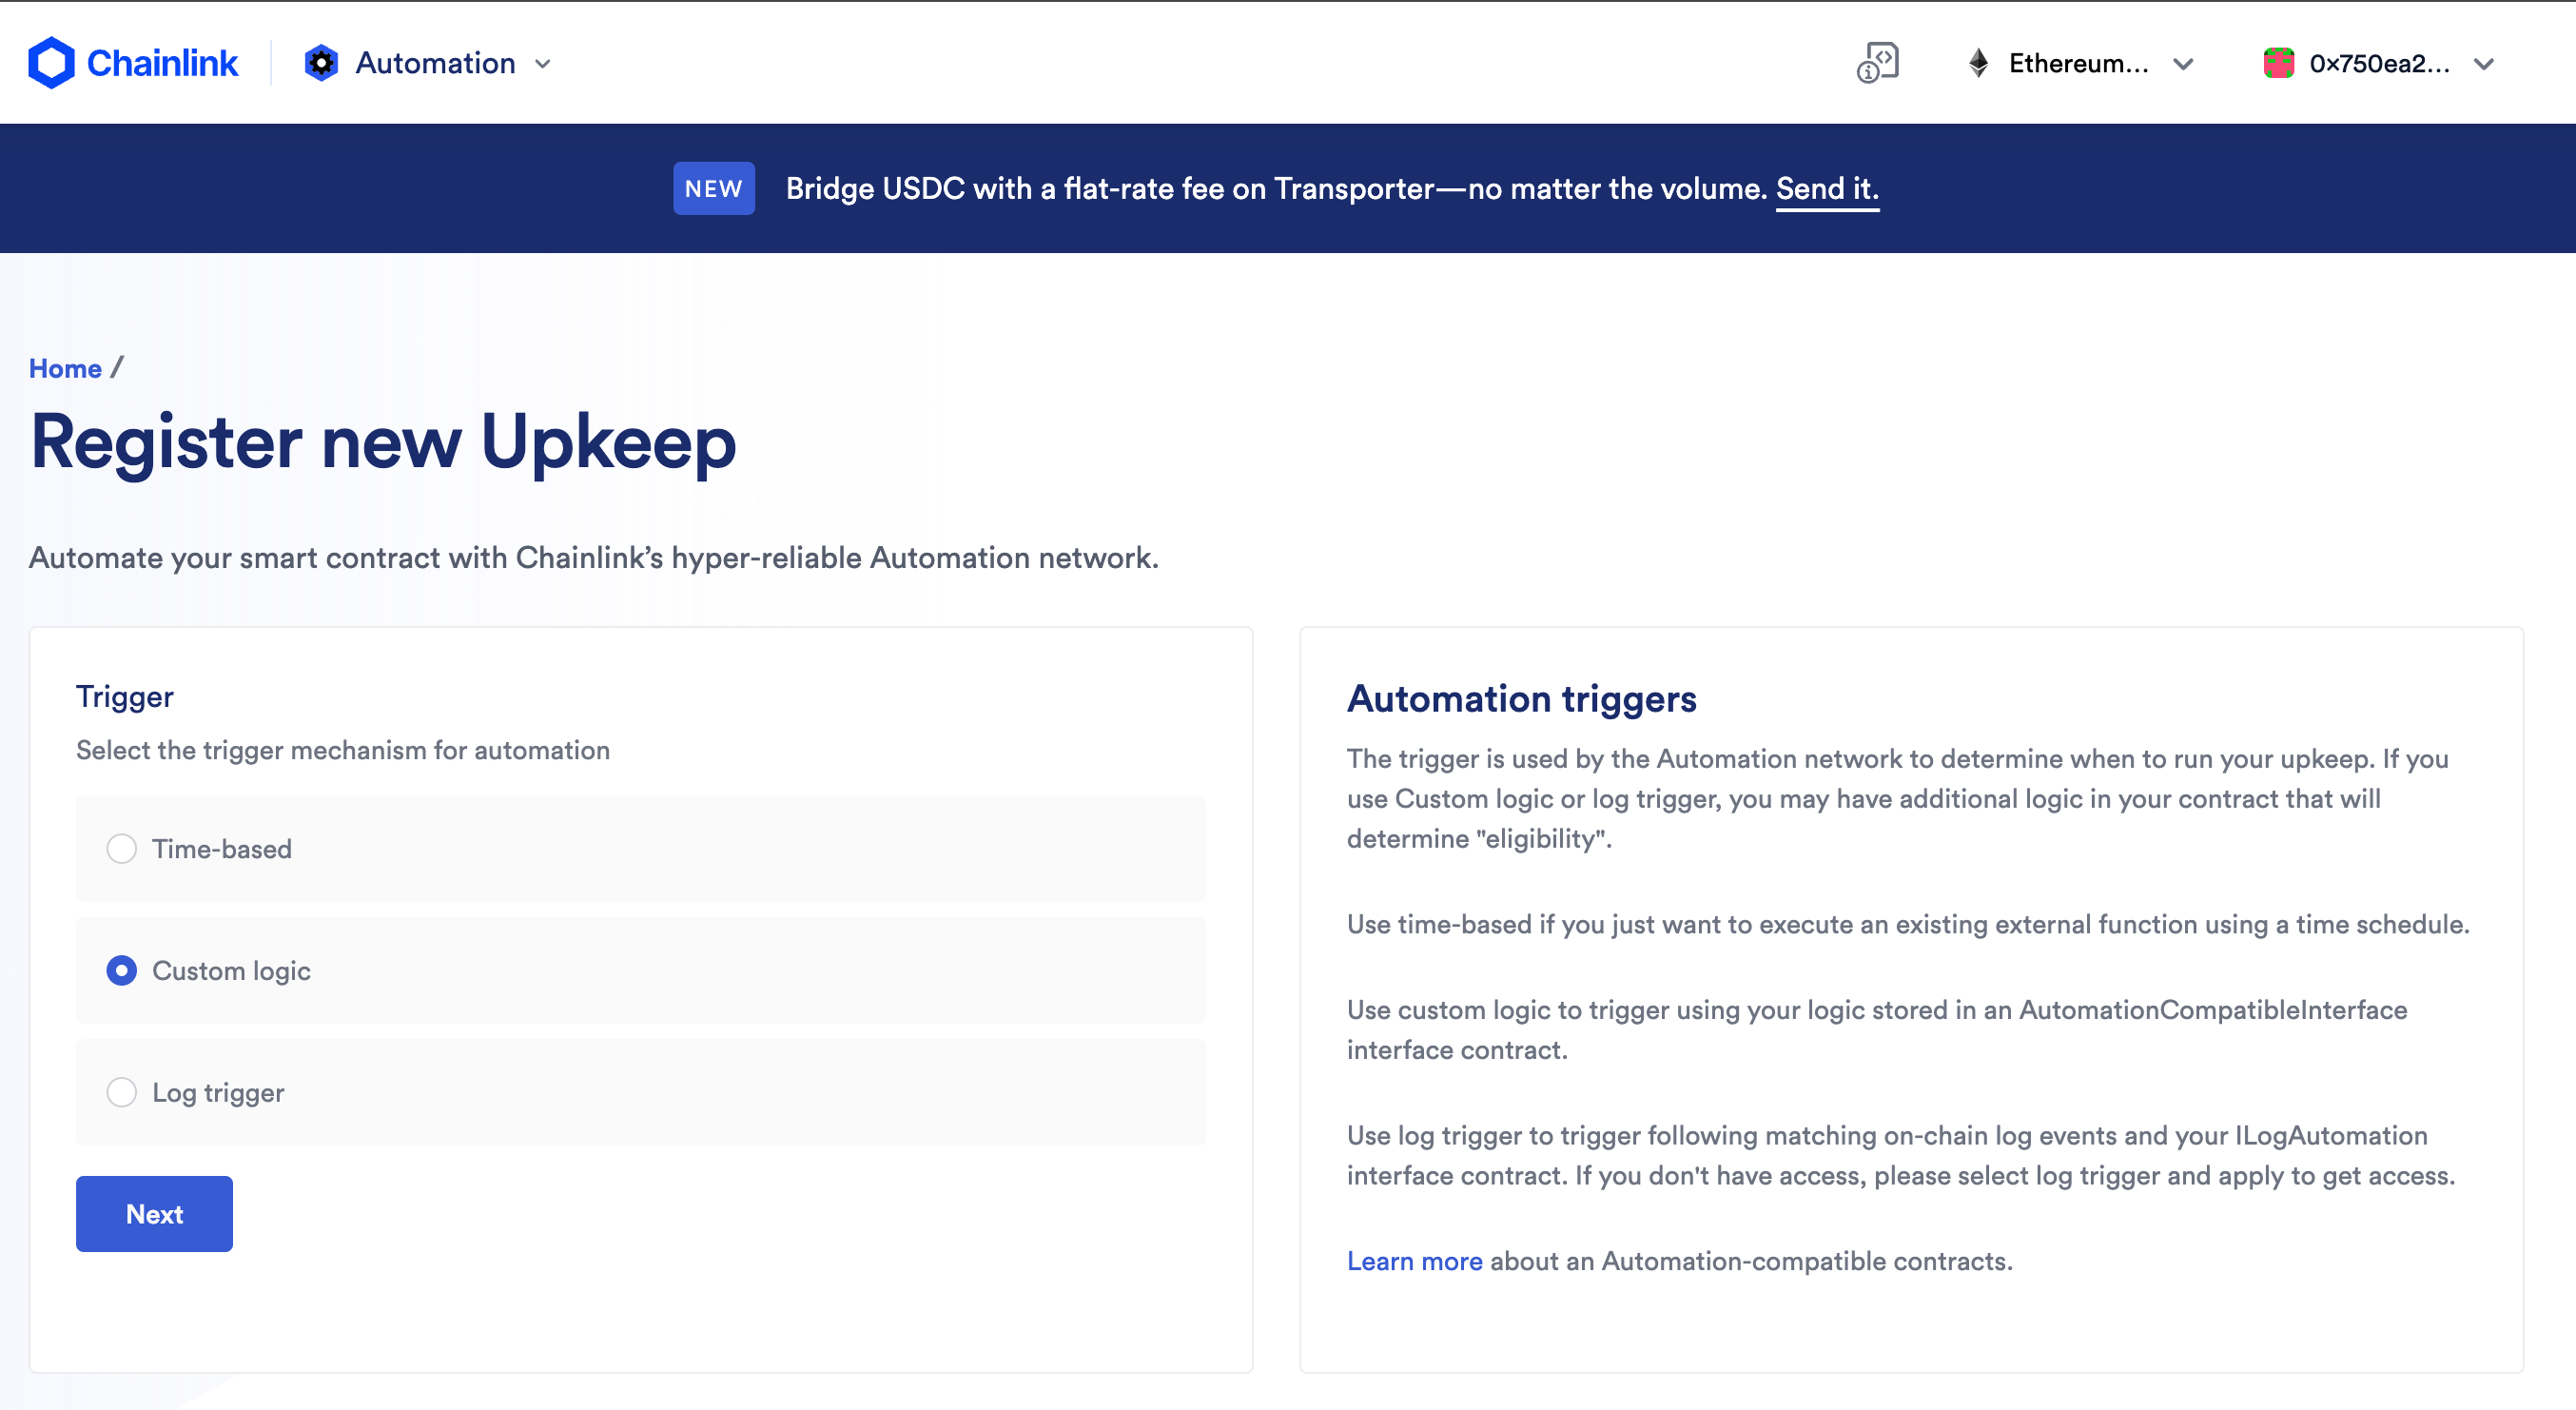 Chainlink
Automation
Ethereum...
0x750ea2...
NEW
Bridge USDC with a flat-rate fee on Transporter—no matter the volume. Send it.
Home /
Register new Upkeep
Automate your smart contract with Chainlink’s hyper-reliable Automation network.
Trigger
Select the trigger mechanism for automation
Time-based
Custom logic
Log trigger
Next
Automation triggers
The trigger is used by the Automation network to determine when to run your upkeep. If you
use Custom logic or log trigger, you may have additional logic in your contract that will
determine "eligibility".
Use time-based if you just want to execute an existing external function using a time schedule.
Use custom logic to trigger using your logic stored in an AutomationCompatibleInterface
interface contract.
Use log trigger to trigger following matching on-chain log events and your ILogAutomation
interface contract. If you don't have access, please select log trigger and apply to get access.
Learn more about an Automation-compatible contracts.